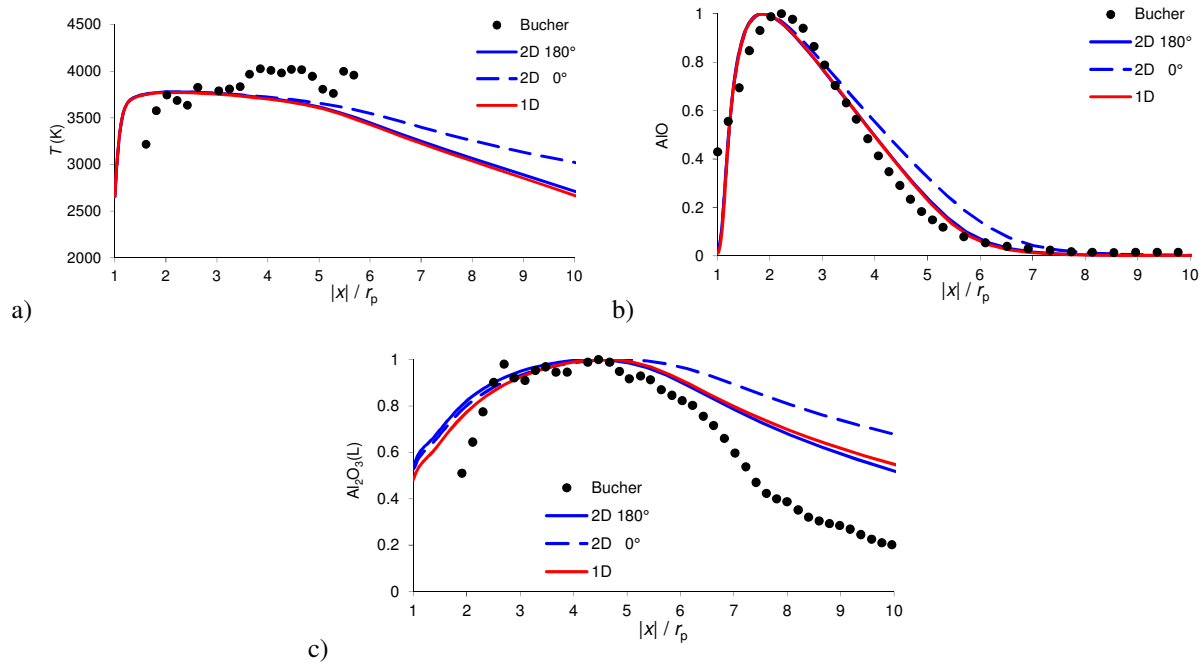 4500
4000
3500
3000
2500
2000
T (K)
Bucher
2D 180°
2D 0°
1D
1 2 3 4 5 6 7 8 9 10
|x| / rp
a)
1
0.8
0.6
0.4
0.2
0
AlO
Bucher
2D 180°
2D 0°
1D
1 2 3 4 5 6 7 8 9 10
|x| / rp
b)
1
0.8
0.6
0.4
0.2
0
Al2O3(L)
Bucher
2D 180°
2D 0°
1D
1 2 3 4 5 6 7 8 9 10
|x| / rp
c)